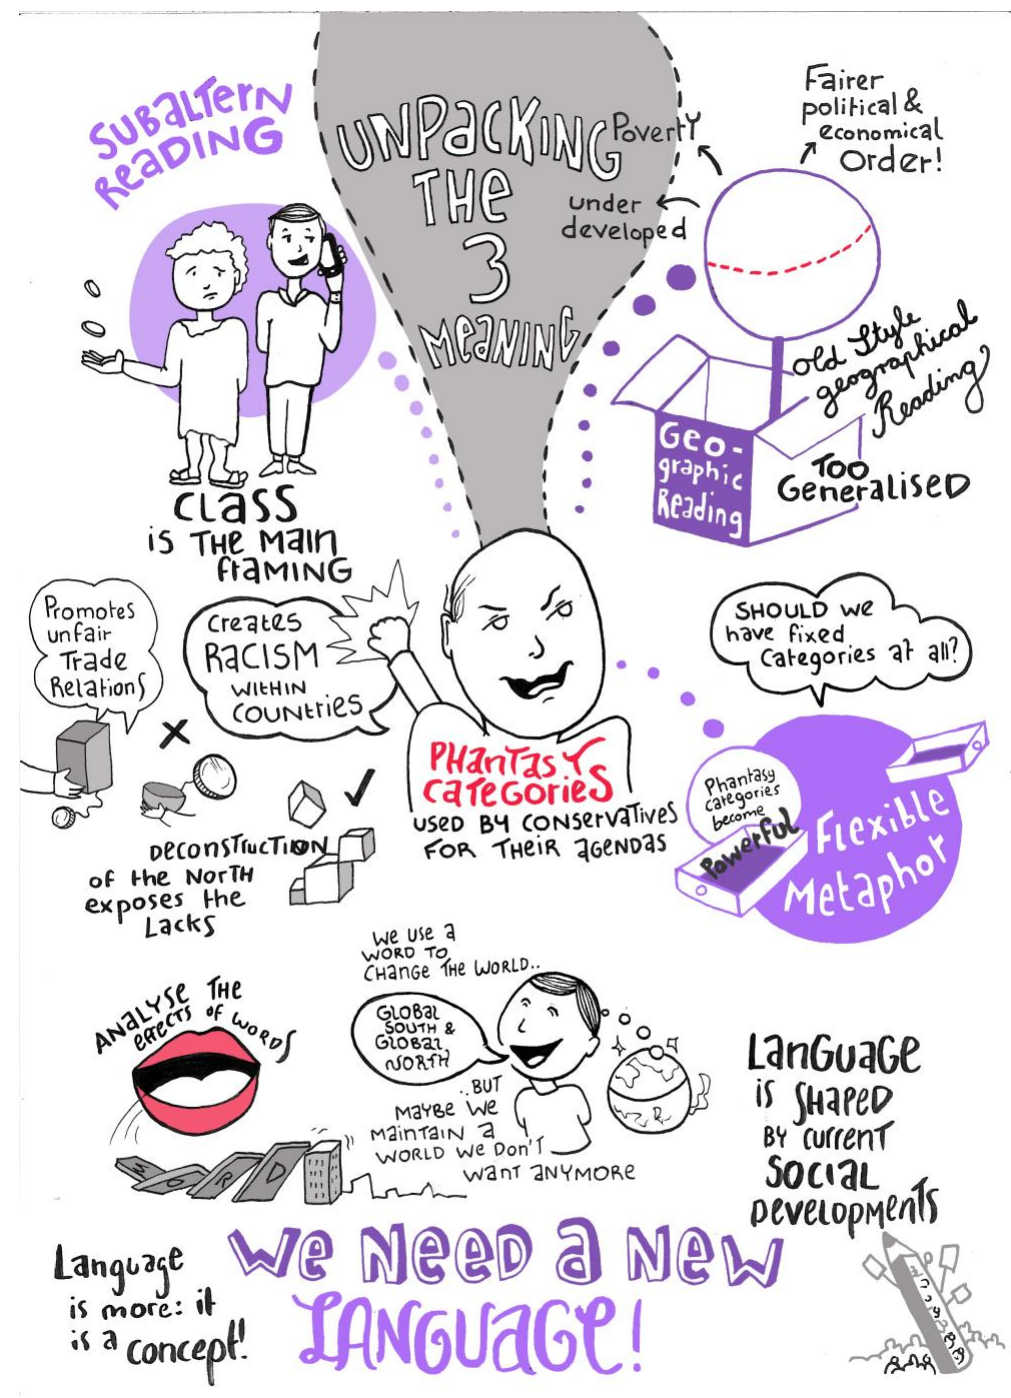 UNPACKING
THE
3
MEANING
SUBALTERN
READING
CLASS
is THE Main
fraMING
Poverty
under
developed
Fairer
political &
economical
Order!
Old Style
geographical
Reading
Geo-
graphic
Reading
TOO
Generalised
Promotes
unfair
Trade
Relations
Creates
RACISM
WITHIN
COUNTries
PHanTasY
CaTEGORIES
USED BY CONSERVATIVES
FOR THEIR AGENDAS
DECONSTRUCTION
of the NORTH
exposes the
Lacks
SHOULD we
have fixed
Categories at all?
Phantasy
categories
become
Powerful
Flexible
Metaphor
ANALYSE THE
EFFECTS OF WORDS
WORD
We USE a
WORD TO
CHANGE THE WORLD..
GLOBAL
SOUTH &
GLOBAL
NORTH
..BUT
MAYBE We
MAINTAIN a
WORLD WE DON'T
WANT ANYMORE
LANGUAGE
is SHAPED
BY CURRENT
SOCIAL
DEVELOPMENTS
Language
is more: it
is a concept!
We NeeD a New
LANGUAGE!